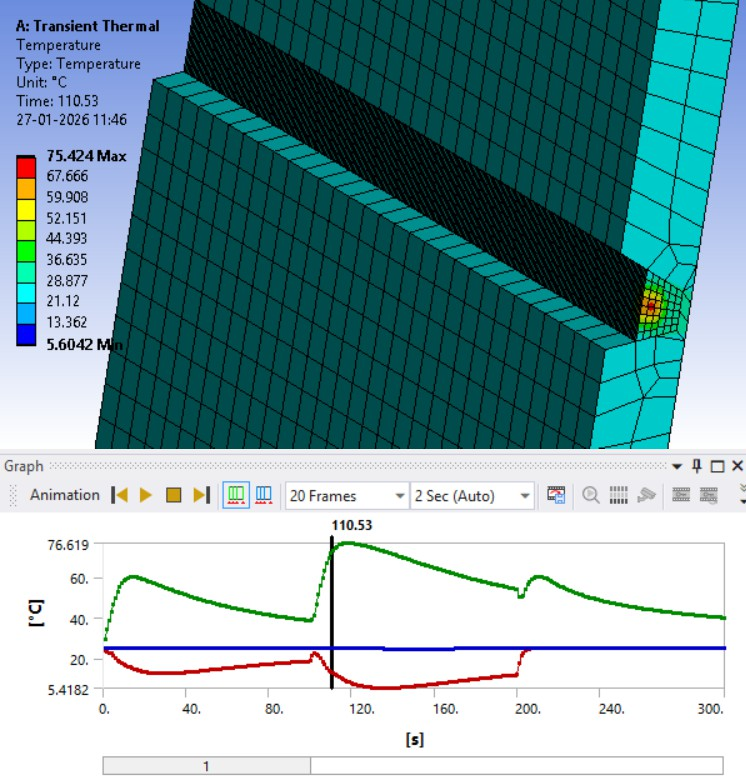 A: Transient Thermal
Temperature
Type: Temperature
Unit: °C
Time: 110.53
27-01-2026 11:46
75.424 Max
67.666
59.908
52.151
44.393
36.635
28.877
21.12
13.362
5.6042 Min
Graph
Animation 20 Frames 2 Sec (Auto)
110.53
76.619
60.
40.
20.
5.4182
[°C]
0. 40. 80. 120. 160. 200. 240. 300.
[s]
1